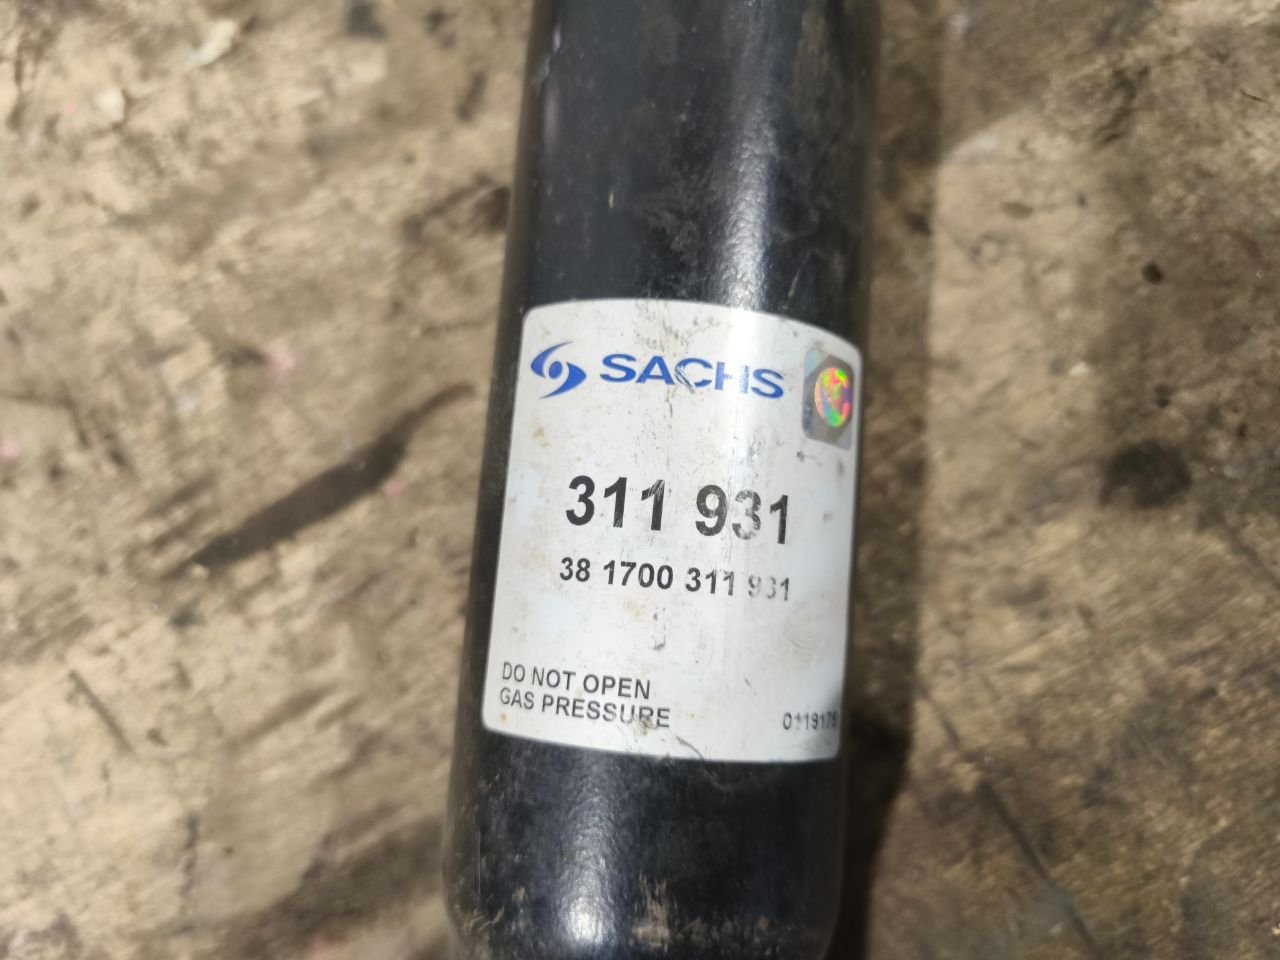 SACHS
311 931
38 1700 311 931
DO NOT OPEN
GAS PRESSURE